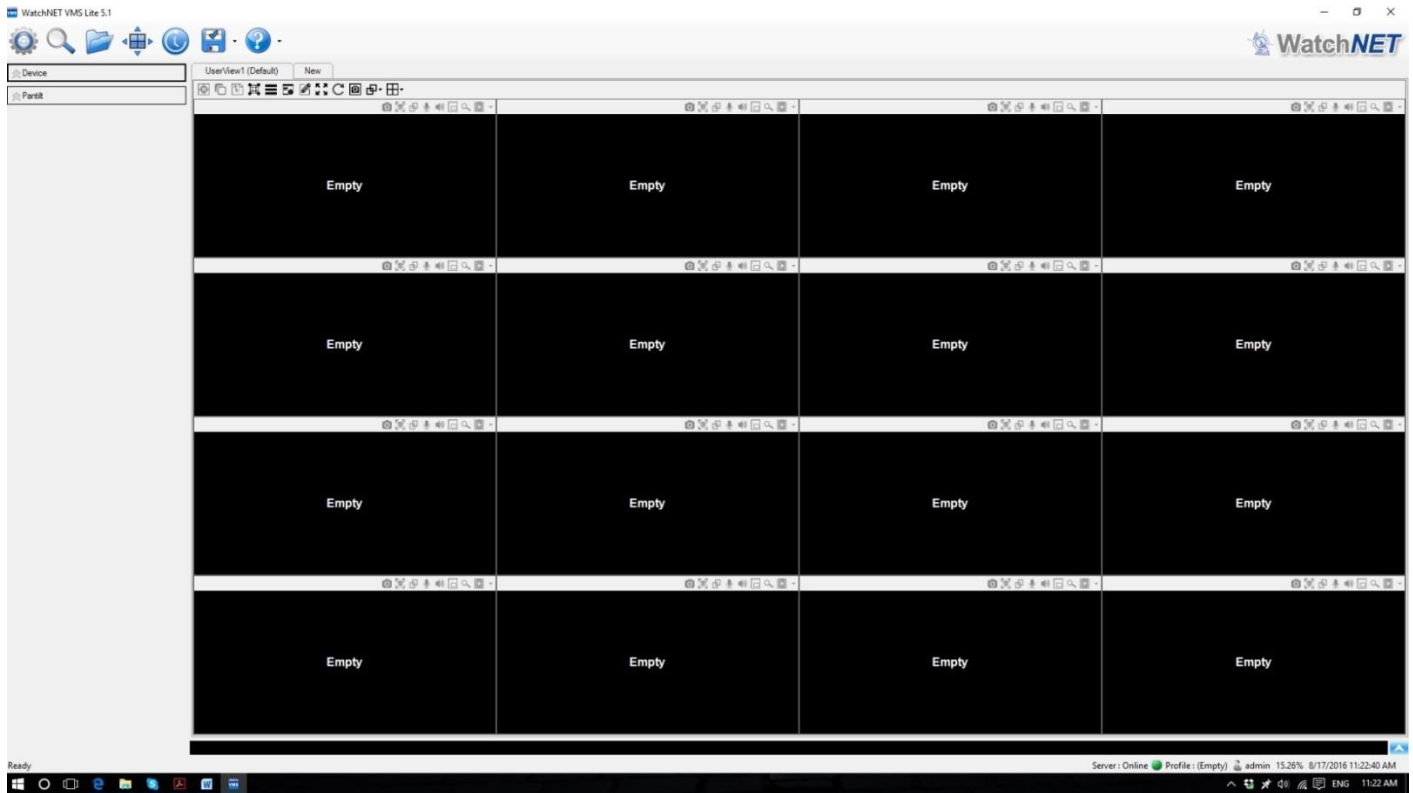 WatchNET VMS Lite 5.1
WatchNET
Device
UserView1 (Default) New
Pantilt
Empty Empty Empty Empty
Empty Empty Empty Empty
Empty Empty Empty Empty
Empty Empty Empty Empty
Ready
Server : Online Profile : (Empty) admin 15.26% 8/17/2016 11:22:40 AM
ENG 11:22 AM